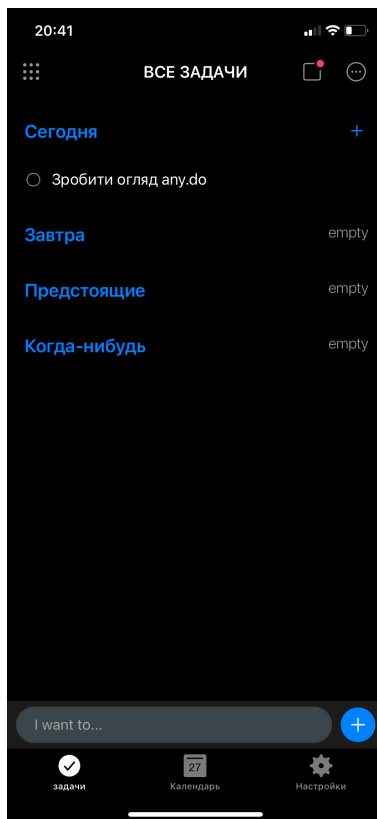 20:41
ВСЕ ЗАДАЧИ
Сегодня
Зробити огляд any.do
Завтра empty
Предстоящие empty
Когда-нибудь empty
I want to...
27
задачи Календарь Настройки